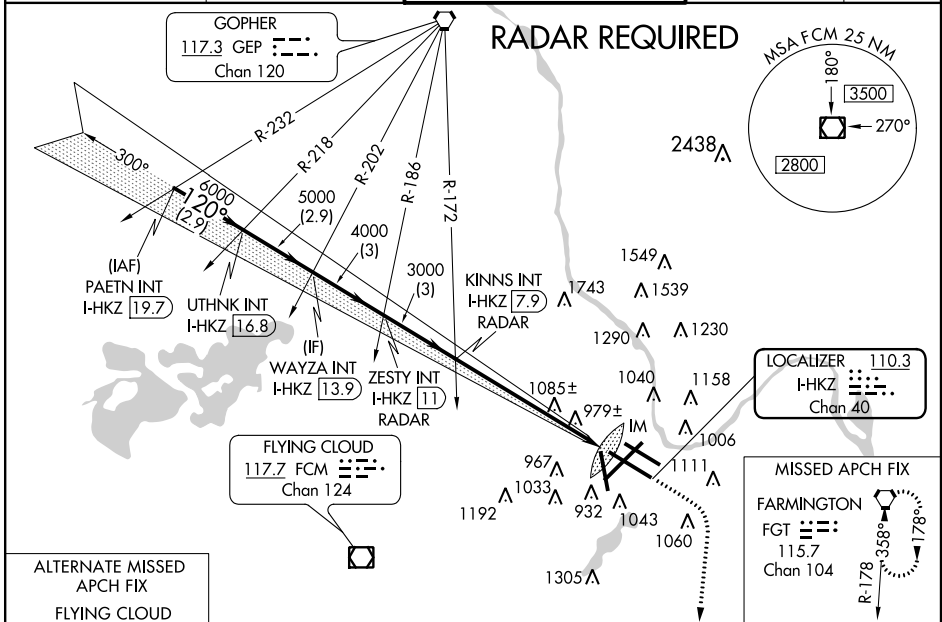 GOPHER
117.3 GEP
Chan 120
RADAR REQUIRED
MSA FCM 25 NM
180°
3500
270°
2800
2438
R-232
R-218
R-202
R-186
R-172
300°
6000
120°
(2.9)
5000
(2.9)
4000
(3)
3000
(3)
(IAF)
PAETN INT
I-HKZ 19.7
UTHNK INT
I-HKZ 16.8
(IF)
WAYZA INT
I-HKZ 13.9
ZESTY INT
I-HKZ 11
RADAR
KINNS INT
I-HKZ 7.9
RADAR
1549
1743
1539
1290
1230
1085±
1040
1158
979±
IM
1006
967
1111
1033
1192
932
1043
1060
1305
LOCALIZER 110.3
I-HKZ
Chan 40
FLYING CLOUD
117.7 FCM
Chan 124
MISSED APCH FIX
FARMINGTON
FGT
115.7
Chan 104
358°
178°
R-178
ALTERNATE MISSED
APCH FIX
FLYING CLOUD